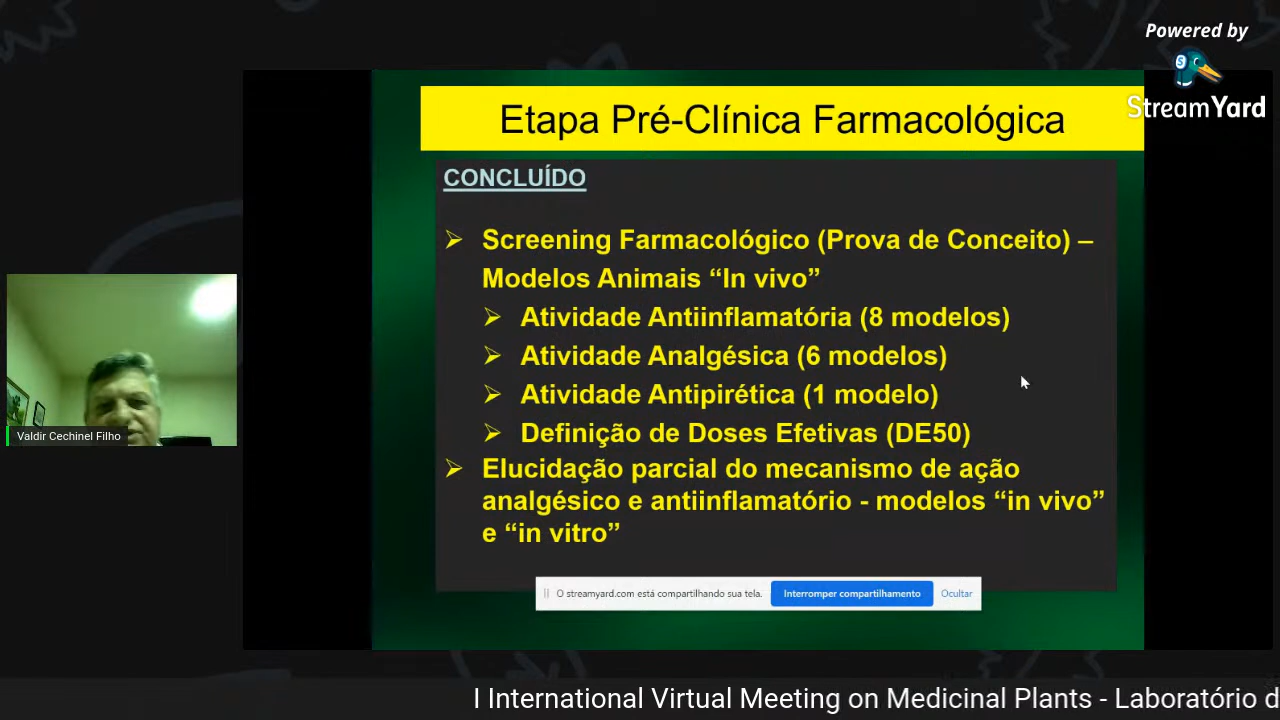 Powered by
StreamYard
Etapa Pré-Clínica Farmacológica
CONCLUÍDO
Screening Farmacológico (Prova de Conceito) –
Modelos Animais “In vivo”
Atividade Antiinflamatória (8 modelos)
Atividade Analgésica (6 modelos)
Atividade Antipirética (1 modelo)
Definição de Doses Efetivas (DE50)
Elucidação parcial do mecanismo de ação
analgésico e antiinflamatório - modelos “in vivo”
e “in vitro”
Valdir Cechinel Filho
O streamyard.com está compartilhando sua tela. Interromper compartilhamento Ocultar
I International Virtual Meeting on Medicinal Plants - Laboratório d